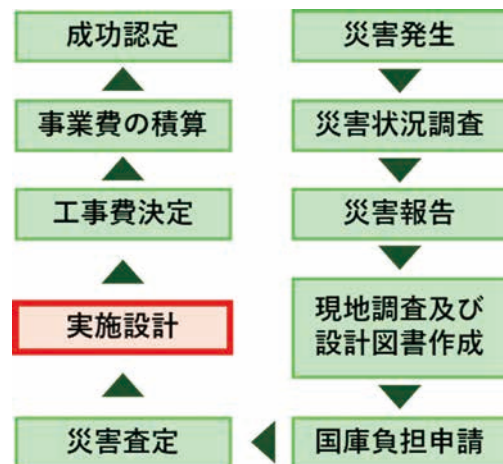 災害発生
災害状況調査
災害報告
現地調査及び
設計図書作成
国庫負担申請
災害査定
実施設計
工事費決定
事業費の積算
成功認定